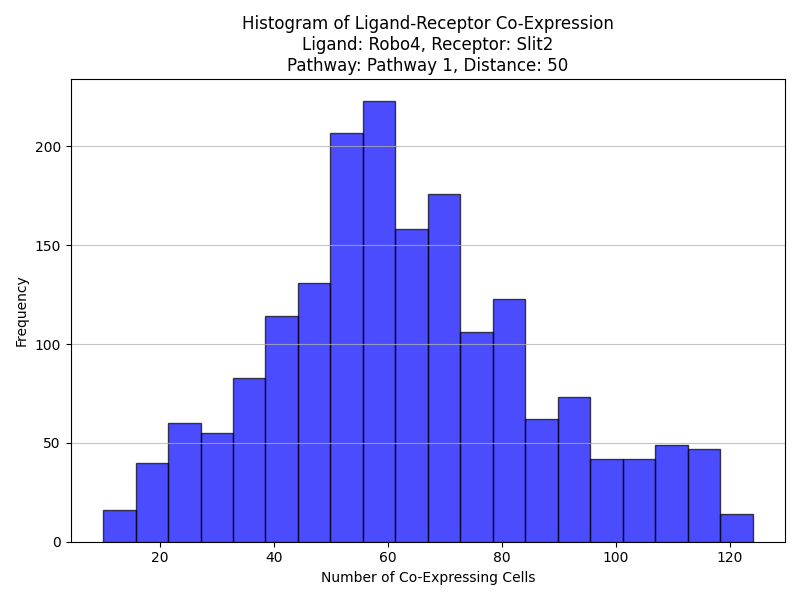 Histogram of Ligand-Receptor Co-Expression
Ligand: Robo4, Receptor: Slit2
Pathway: Pathway 1, Distance: 50
Frequency
200
150
100
50
0
20 40 60 80 100 120
Number of Co-Expressing Cells